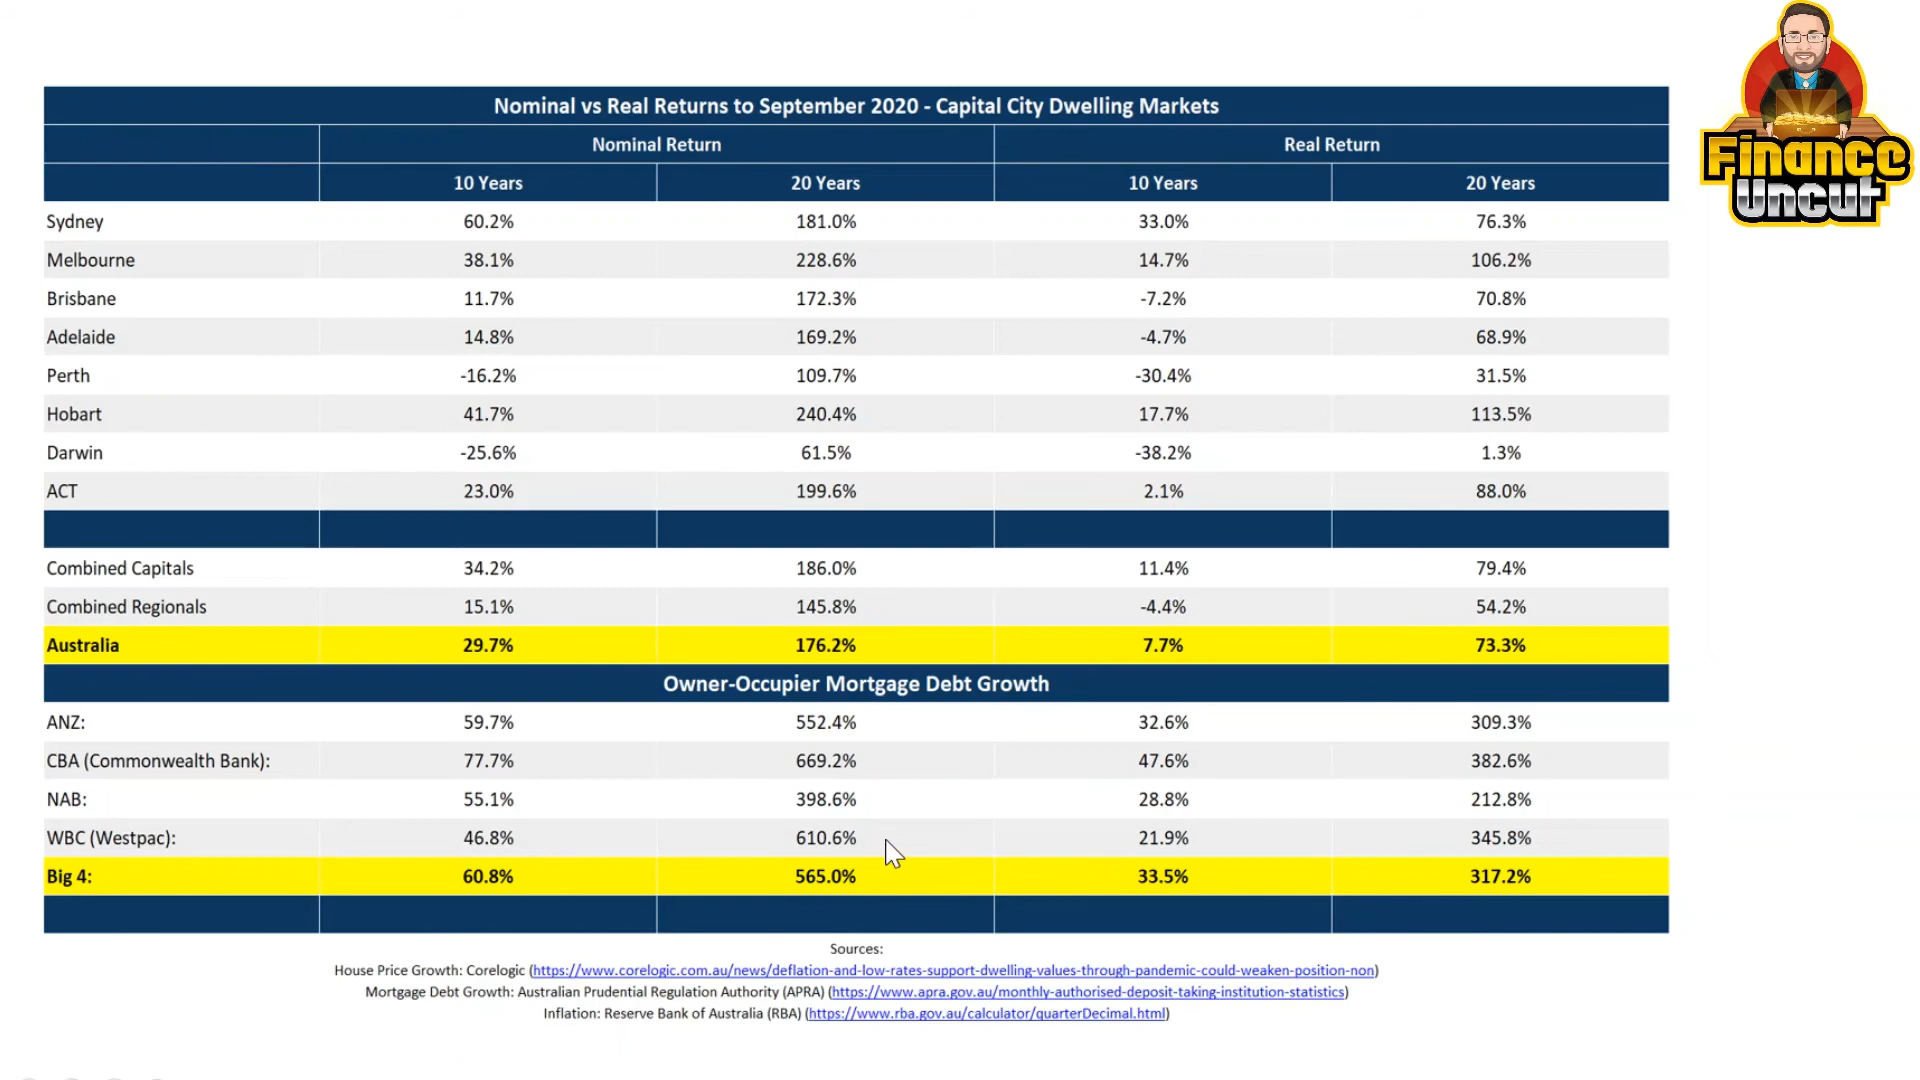 Finance
Uncut
Nominal vs Real Returns to September 2020 - Capital City Dwelling Markets
Nominal Return Real Return
10 Years 20 Years 10 Years 20 Years
Sydney 60.2% 181.0% 33.0% 76.3%
Melbourne 38.1% 228.6% 14.7% 106.2%
Brisbane 11.7% 172.3% -7.2% 70.8%
Adelaide 14.8% 169.2% -4.7% 68.9%
Perth -16.2% 109.7% -30.4% 31.5%
Hobart 41.7% 240.4% 17.7% 113.5%
Darwin -25.6% 61.5% -38.2% 1.3%
ACT 23.0% 199.6% 2.1% 88.0%
Combined Capitals 34.2% 186.0% 11.4% 79.4%
Combined Regionals 15.1% 145.8% -4.4% 54.2%
Australia 29.7% 176.2% 7.7% 73.3%
Owner-Occupier Mortgage Debt Growth
ANZ: 59.7% 552.4% 32.6% 309.3%
CBA (Commonwealth Bank): 77.7% 669.2% 47.6% 382.6%
NAB: 55.1% 398.6% 28.8% 212.8%
WBC (Westpac): 46.8% 610.6% 21.9% 345.8%
Big 4: 60.8% 565.0% 33.5% 317.2%
Sources:
House Price Growth: Corelogic (https://www.corelogic.com.au/news/deflation-and-low-rates-support-dwelling-values-through-pandemic-could-weaken-position-non)
Mortgage Debt Growth: Australian Prudential Regulation Authority (APRA) (https://www.apra.gov.au/monthly-authorised-deposit-taking-institution-statistics)
Inflation: Reserve Bank of Australia (RBA) (https://www.rba.gov.au/calculator/quarterDecimal.html)